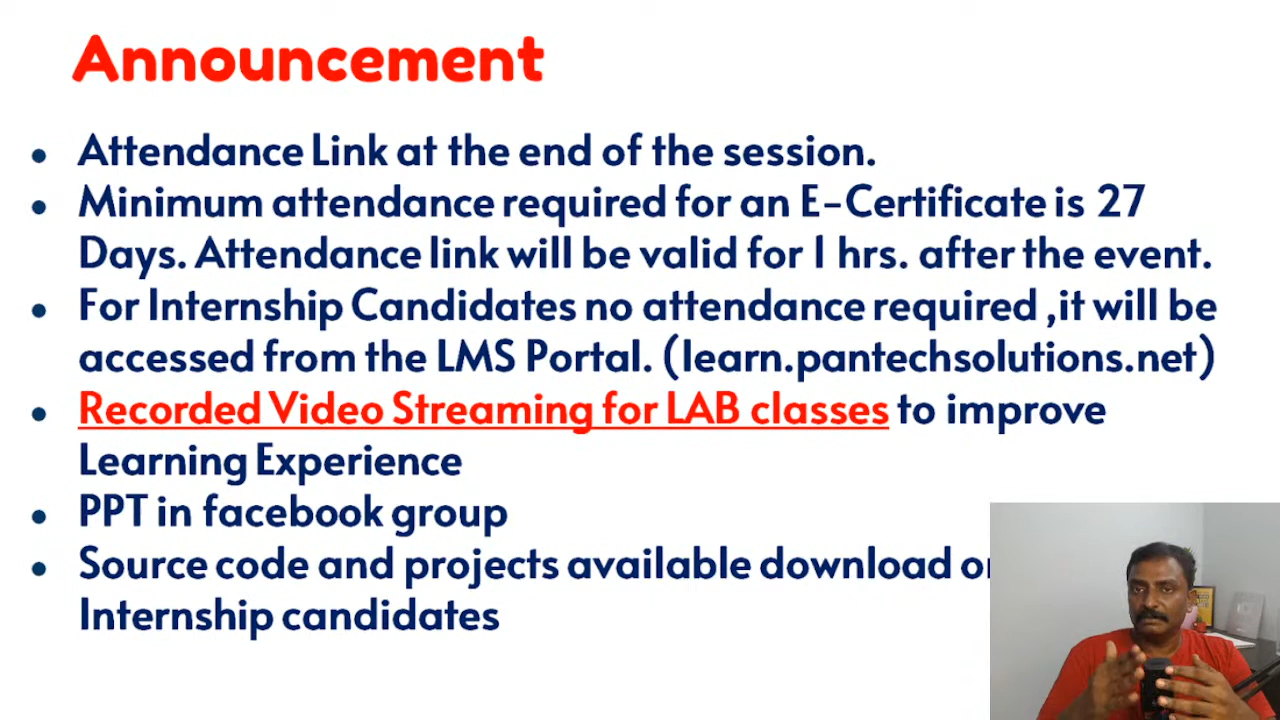 Announcement
Attendance Link at the end of the session.
Minimum attendance required for an E-Certificate is 27
Days. Attendance link will be valid for 1 hrs. after the event.
For Internship Candidates no attendance required ,it will be
accessed from the LMS Portal. (learn.pantechsolutions.net)
Recorded Video Streaming for LAB classes to improve
Learning Experience
PPT in facebook group
Source code and projects available download
Internship candidates